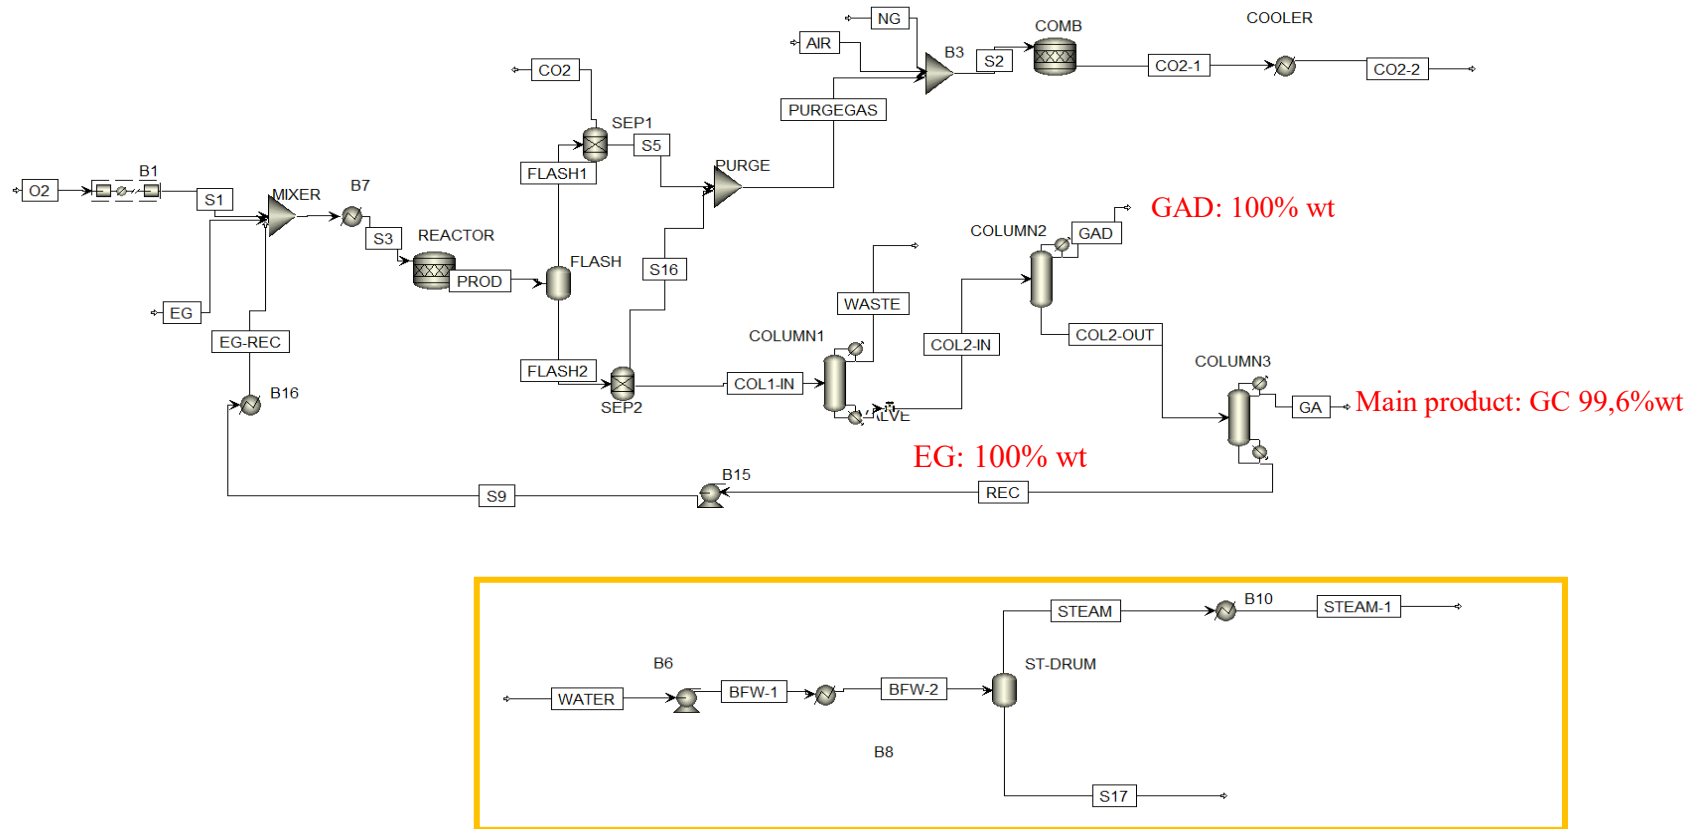 NG
COOLER
COMB
AIR
B3
S2
CO2-1
CO2-2
CO2
PURGEGAS
SEP1
S5
FLASH1
PURGE
B1
O2
S1
MIXER
B7
S3
REACTOR
PROD
FLASH
S16
EG
EG-REC
GAD: 100% wt
COLUMN2
GAD
WASTE
COLUMN1
COL2-IN
COL2-OUT
COLUMN3
FLASH2
SEP2
COL1-IN
B16
GA
Main product: GC 99,6%wt
EG: 100% wt
B15
S9
REC
B10
STEAM
STEAM-1
B6
ST-DRUM
WATER
BFW-1
BFW-2
B8
S17